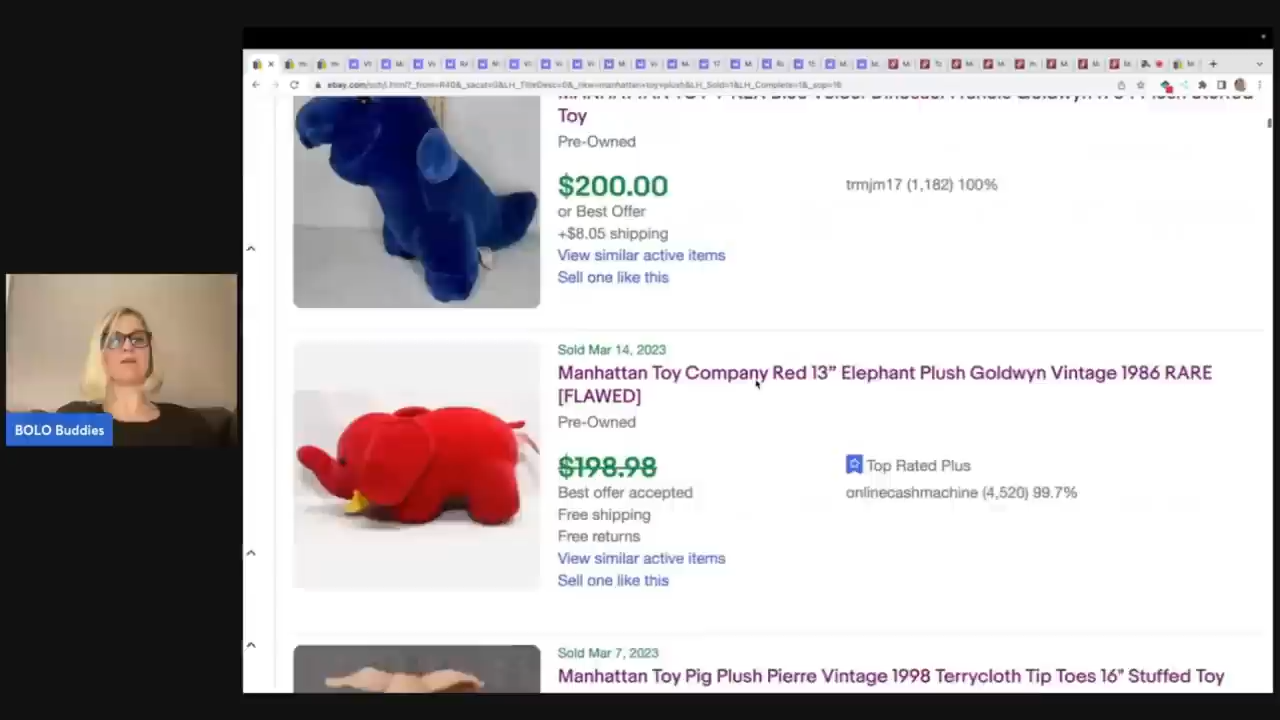 Toy
Pre-Owned
$200.00
trmjm17 (1,182) 100%
or Best Offer
+$8.05 shipping
View similar active items
Sell one like this
Sold Mar 14, 2023
Manhattan Toy Company Red 13” Elephant Plush Goldwyn Vintage 1986 RARE
[FLAWED]
Pre-Owned
$198.98
Top Rated Plus
Best offer accepted
onlinecashmachine (4,520) 99.7%
Free shipping
Free returns
View similar active items
Sell one like this
BOLO Buddies
Sold Mar 7, 2023
Manhattan Toy Pig Plush Pierre Vintage 1998 Terrycloth Tip Toes 16” Stuffed Toy